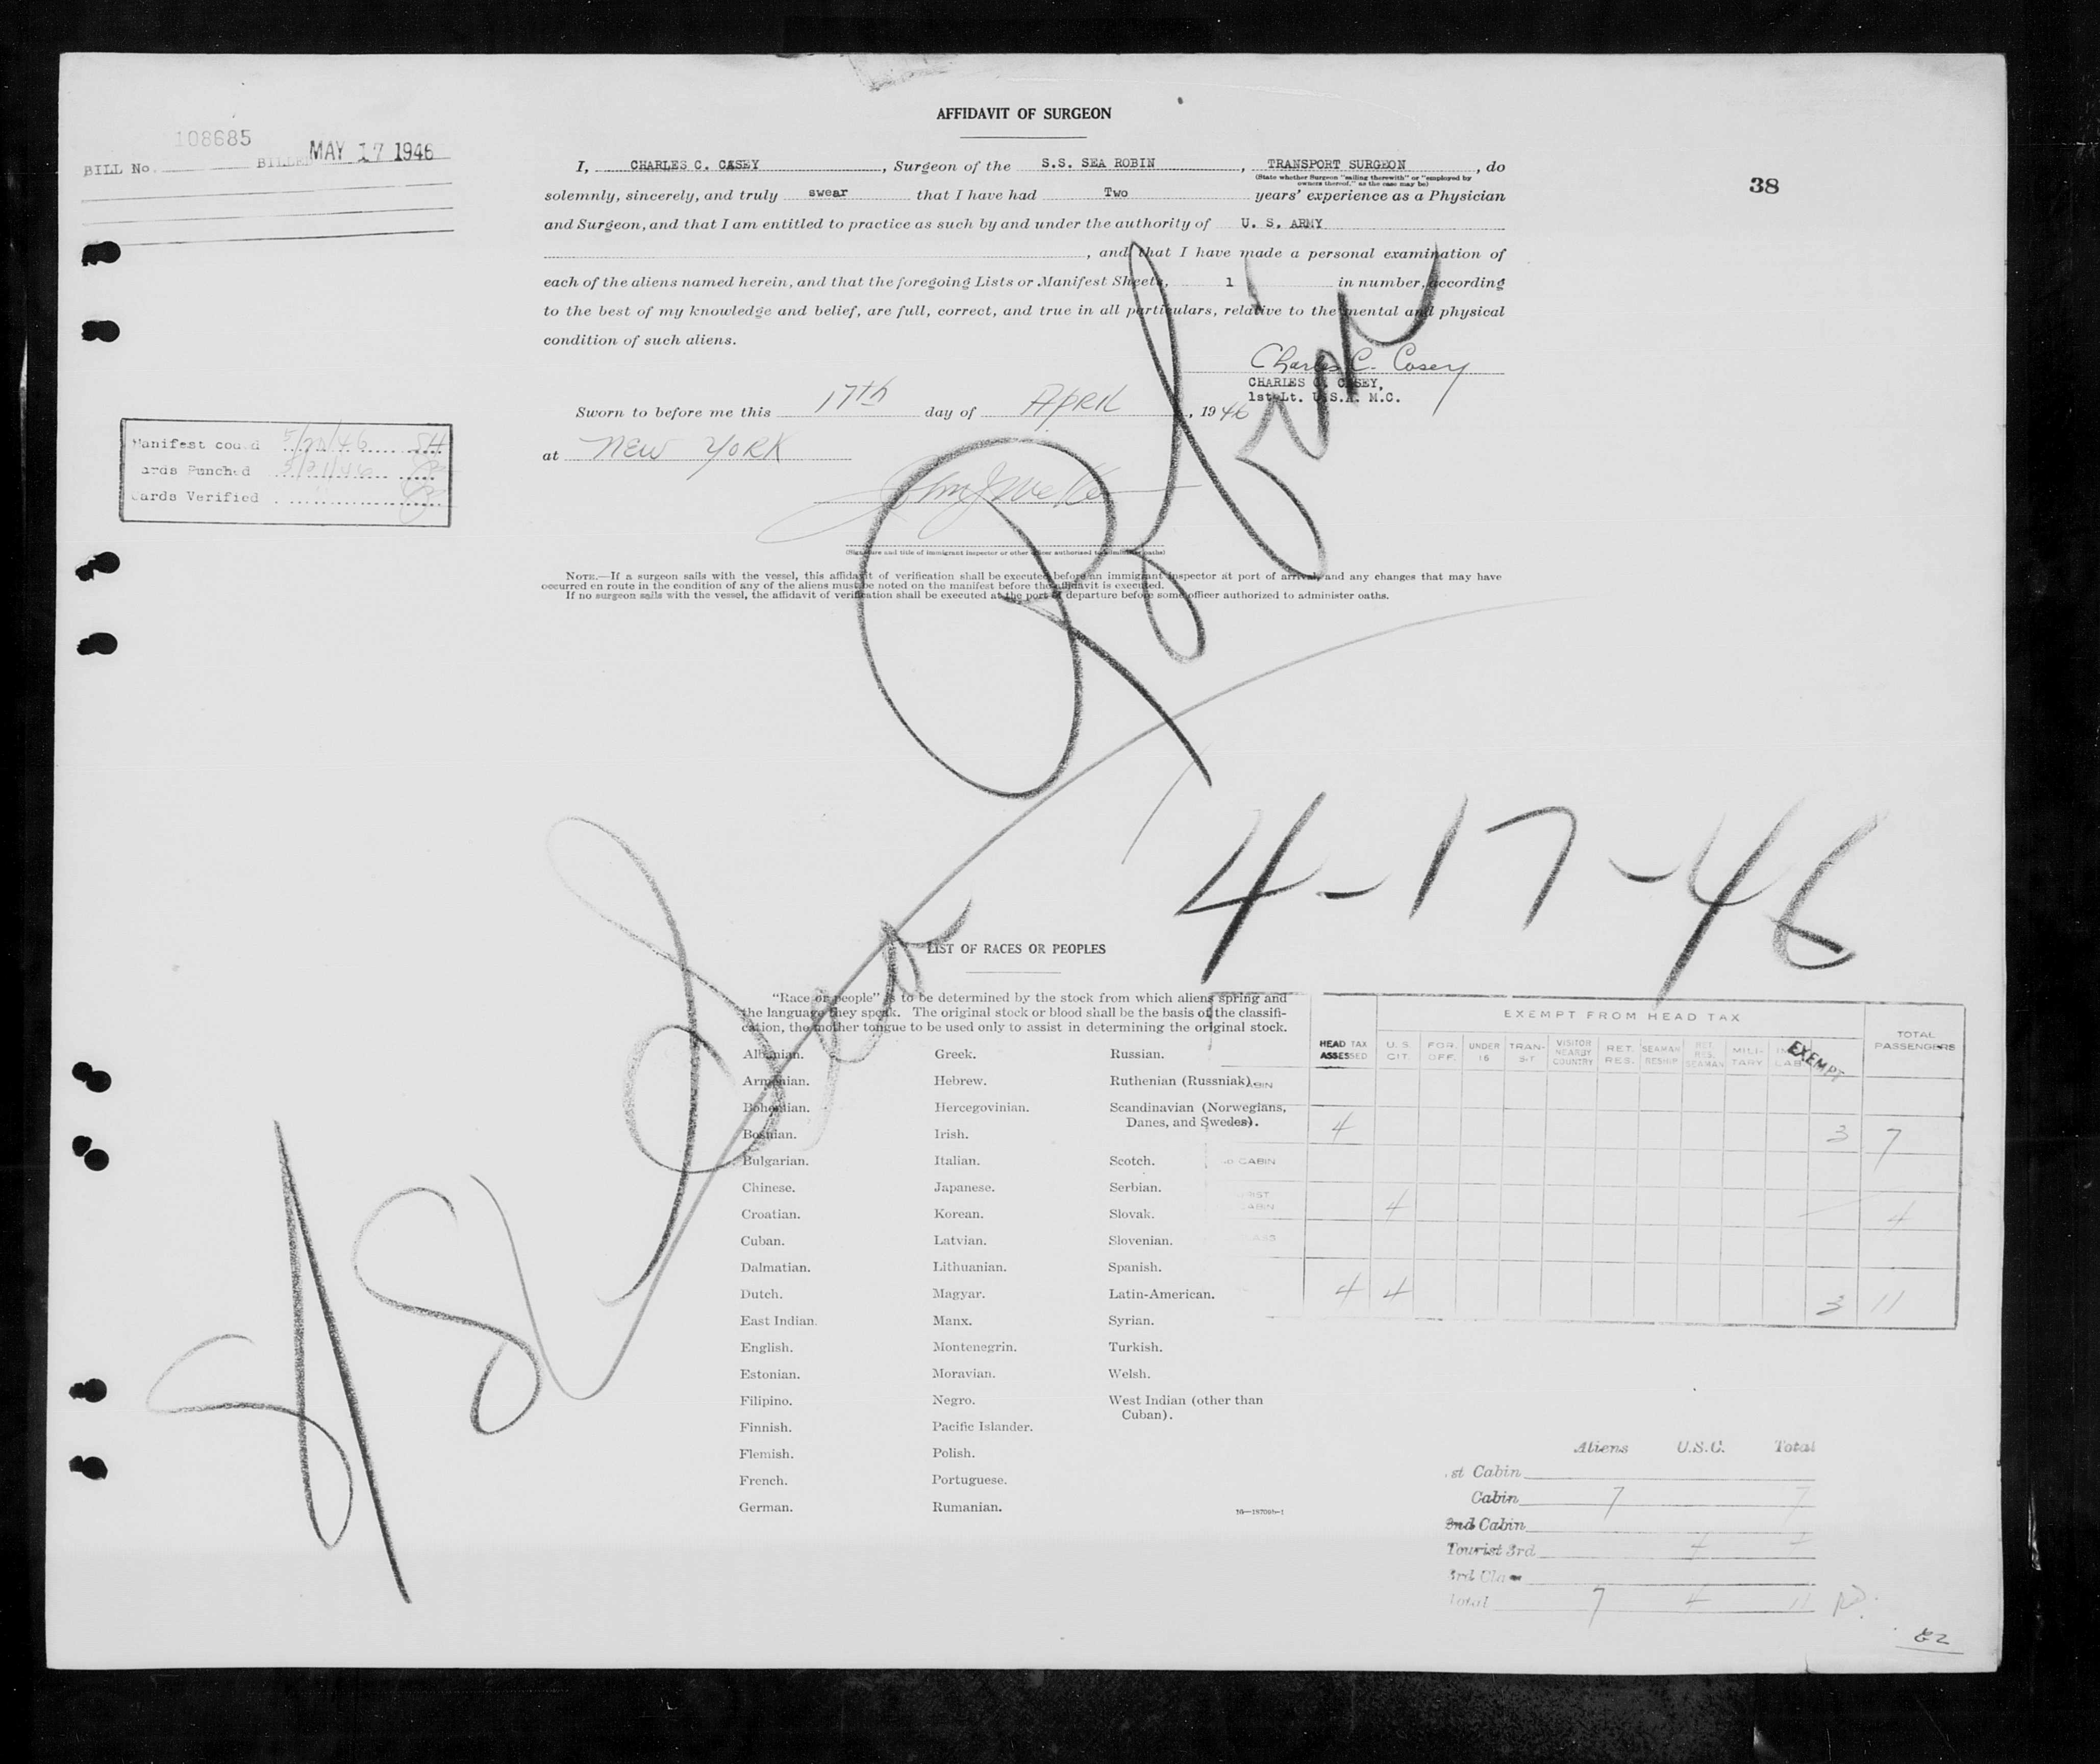 AFFIDAVIT OF SURGEON
108685
BILL No. BILLED MAY 17 1946
I, CHARLES C. CASEY, Surgeon of the S.S. SEA ROBIN, TRANSPORT SURGEON, do
(State whether Surgeon "sailing therewith" or "employed by
owners thereof," as the case may be)
38
solemnly, sincerely, and truly swear that I have had Two years' experience as a Physician
and Surgeon, and that I am entitled to practice as such by and under the authority of U. S. ARMY
, and that I have made a personal examination of
each of the aliens named herein, and that the foregoing Lists or Manifest Sheets, 1 in number, according
to the best of my knowledge and belief, are full, correct, and true in all particulars, relative to the mental and physical
condition of such aliens.
Charles C. Casey
CHARLES C. CASEY,
1st Lt. U.S.A. M.C.
Sworn to before me this 17th day of APRIL, 1946
at NEW YORK
Manifest 5/20/46 SH
ards Punched 5/21/46
Cards Verified
(Signature and title of immigrant inspector or other officer authorized to administer oaths)
NOTE.—If a surgeon sails with the vessel, this affidavit of verification shall be executed before an immigrant inspector at port of arrival, and any changes that may have
occurred en route in the condition of any of the aliens must be noted on the manifest before the affidavit is executed.
If no surgeon sails with the vessel, the affidavit of verification shall be executed at the port of departure before some officer authorized to administer oaths.
SS Sea Robin
4-17-46
LIST OF RACES OR PEOPLES
"Race or people" is to be determined by the stock from which aliens spring and
the language they speak. The original stock or blood shall be the basis of the classifi-
cation, the mother tongue to be used only to assist in determining the original stock.
Albanian. Greek. Russian.
Armenian. Hebrew. Ruthenian (Russniak).
Bohemian. Hercegovinian. Scandinavian (Norwegians,
Danes, and Swedes).
Bosnian. Irish.
Bulgarian. Italian. Scotch.
Chinese. Japanese. Serbian.
Croatian. Korean. Slovak.
Cuban. Latvian. Slovenian.
Dalmatian. Lithuanian. Spanish.
Dutch. Magyar. Latin-American.
East Indian. Manx. Syrian.
English. Montenegrin. Turkish.
Estonian. Moravian. Welsh.
Filipino. Negro. West Indian (other than
Cuban).
Finnish. Pacific Islander.
Flemish. Polish.
French. Portuguese.
German. Rumanian.
EXEMPT FROM HEAD TAX
HEAD TAX ASSESSED U. S. CIT. FOR. OFF. UNDER 16 TRAN-SIT VISITOR NEARBY COUNTRY RET. RES. SEAMAN RESHIP RET. RES. SEAMAN MILI-TARY EXEMPT TOTAL PASSENGERS
4 3 7
CABIN
4 4
4 4 3 11
Aliens U.S.C. Total
st Cabin
Cabin 7 7
2nd Cabin
Tourist 3rd 4 4
3rd Class
Total 7 4 11